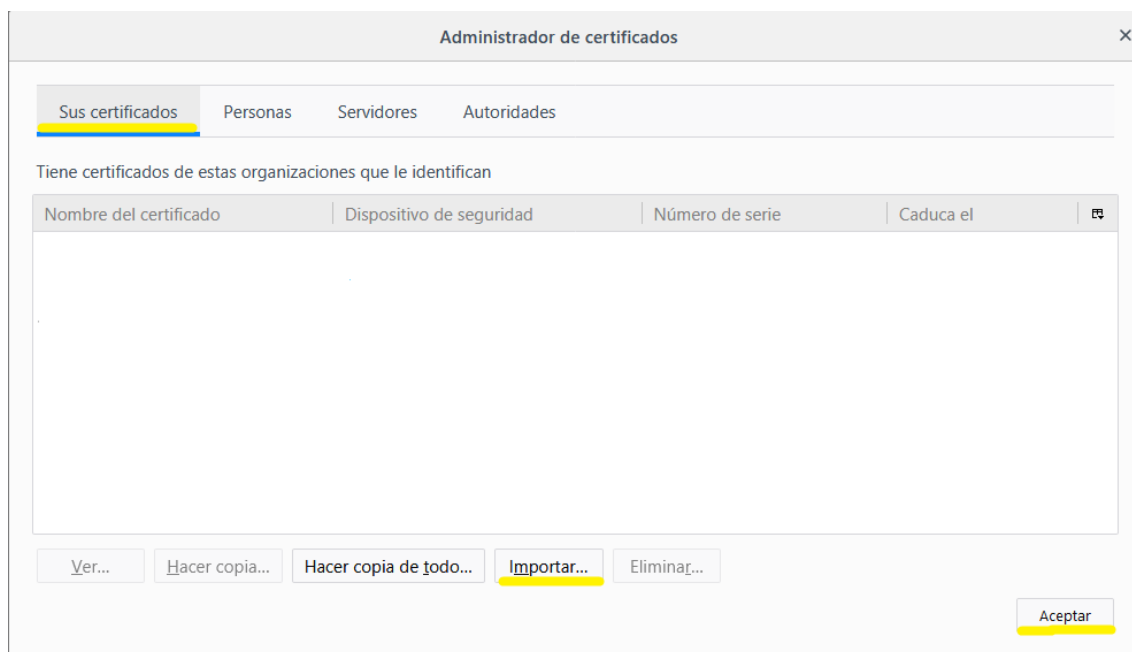 Administrador de certificados
Sus certificados Personas Servidores Autoridades
Tiene certificados de estas organizaciones que le identifican
Nombre del certificado Dispositivo de seguridad Número de serie Caduca el
Ver... Hacer copia... Hacer copia de todo... Importar... Eliminar...
Aceptar